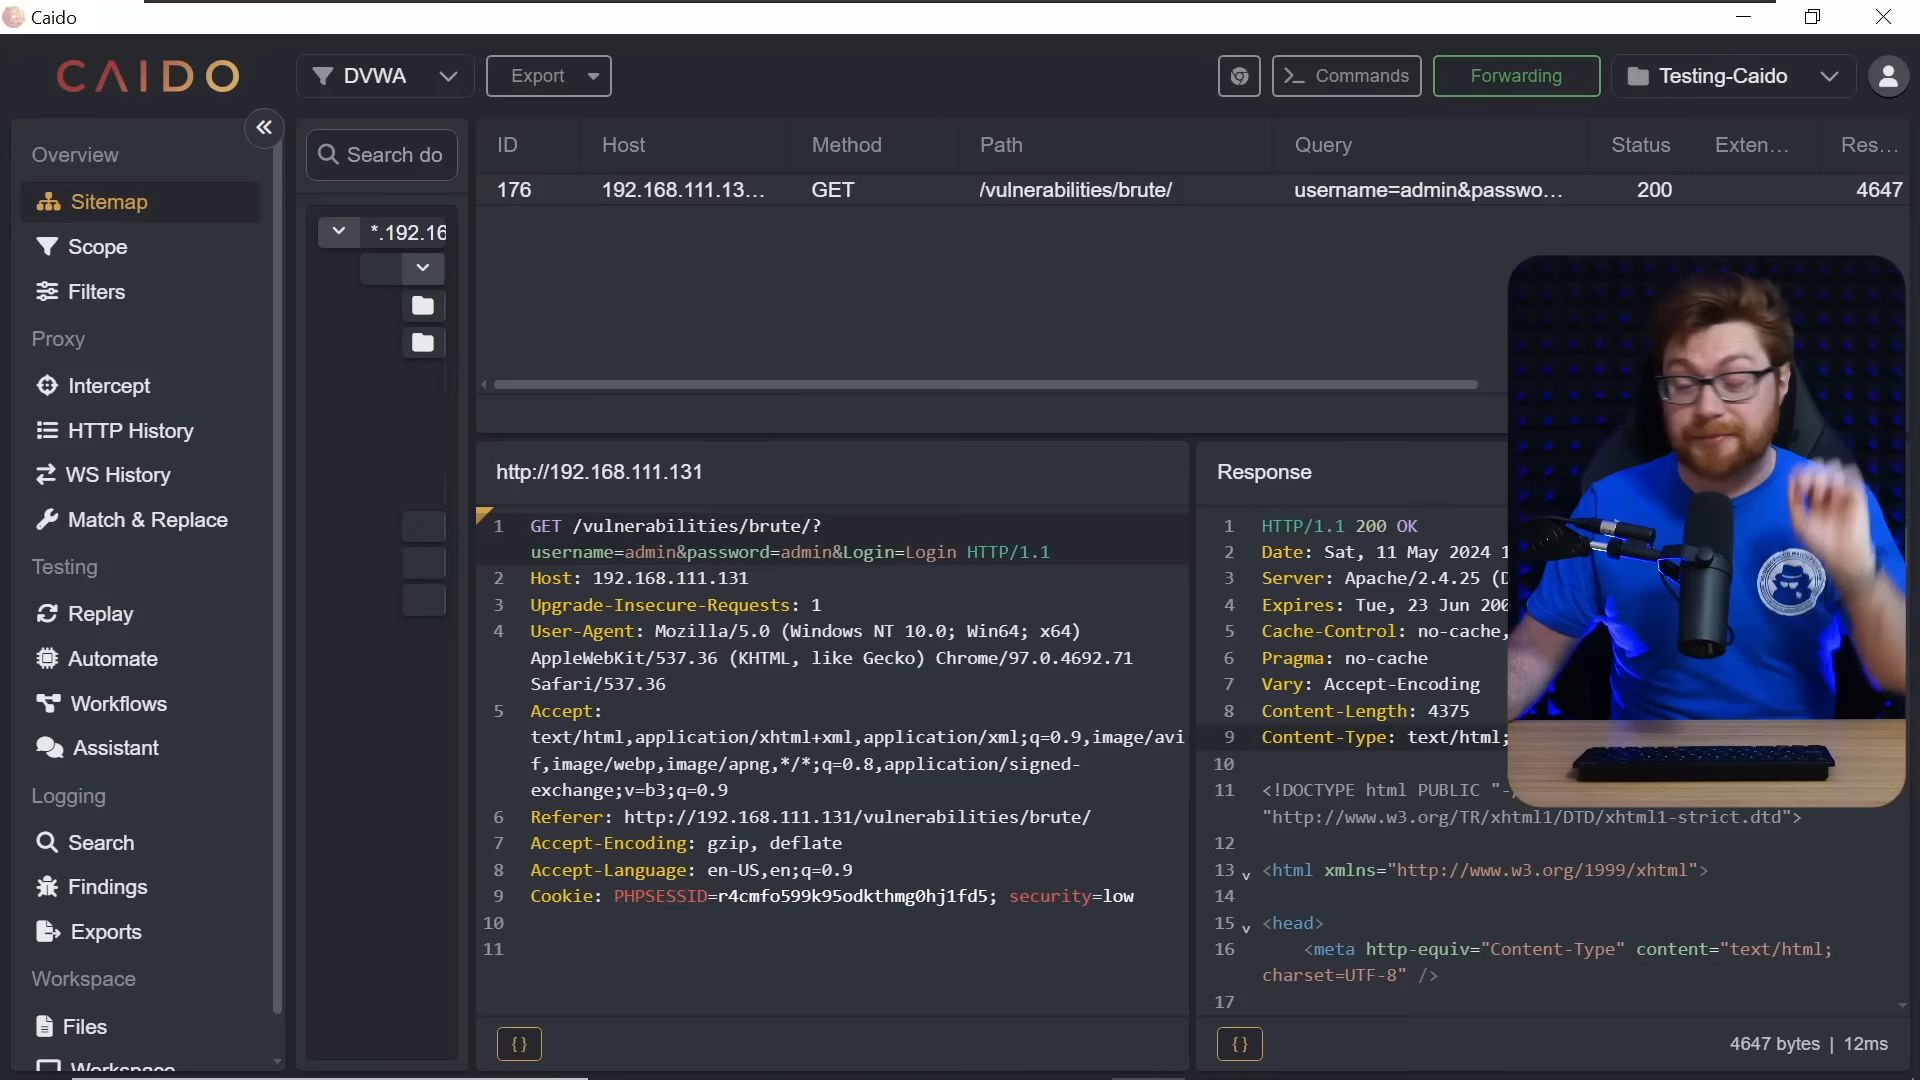 Caido
CAIDO
DVWA
Export
Commands
Forwarding
Testing-Caido
Overview
Sitemap
Scope
Filters
Proxy
Intercept
HTTP History
WS History
Match & Replace
Testing
Replay
Automate
Workflows
Assistant
Logging
Search
Findings
Exports
Workspace
Files
Workspace
Search do
*.192.16
ID Host Method Path Query Status Exten... Res...
176 192.168.111.13... GET /vulnerabilities/brute/ username=admin&passwo... 200 4647
http://192.168.111.131
1 GET /vulnerabilities/brute/?
username=admin&password=admin&Login=Login HTTP/1.1
2 Host: 192.168.111.131
3 Upgrade-Insecure-Requests: 1
4 User-Agent: Mozilla/5.0 (Windows NT 10.0; Win64; x64)
AppleWebKit/537.36 (KHTML, like Gecko) Chrome/97.0.4692.71
Safari/537.36
5 Accept:
text/html,application/xhtml+xml,application/xml;q=0.9,image/avi
f,image/webp,image/apng,*/*;q=0.8,application/signed-
exchange;v=b3;q=0.9
6 Referer: http://192.168.111.131/vulnerabilities/brute/
7 Accept-Encoding: gzip, deflate
8 Accept-Language: en-US,en;q=0.9
9 Cookie: PHPSESSID=r4cmfo599k95odkthmg0hj1fd5; security=low
10
11
{}
Response
1 HTTP/1.1 200 OK
2 Date: Sat, 11 May 2024 1
3 Server: Apache/2.4.25 (D
4 Expires: Tue, 23 Jun 200
5 Cache-Control: no-cache,
6 Pragma: no-cache
7 Vary: Accept-Encoding
8 Content-Length: 4375
9 Content-Type: text/html;
10
11 <!DOCTYPE html PUBLIC "-/
"http://www.w3.org/TR/xhtml1/DTD/xhtml1-strict.dtd">
12
13 <html xmlns="http://www.w3.org/1999/xhtml">
14
15 <head>
16 <meta http-equiv="Content-Type" content="text/html;
charset=UTF-8" />
17
{}
4647 bytes | 12ms